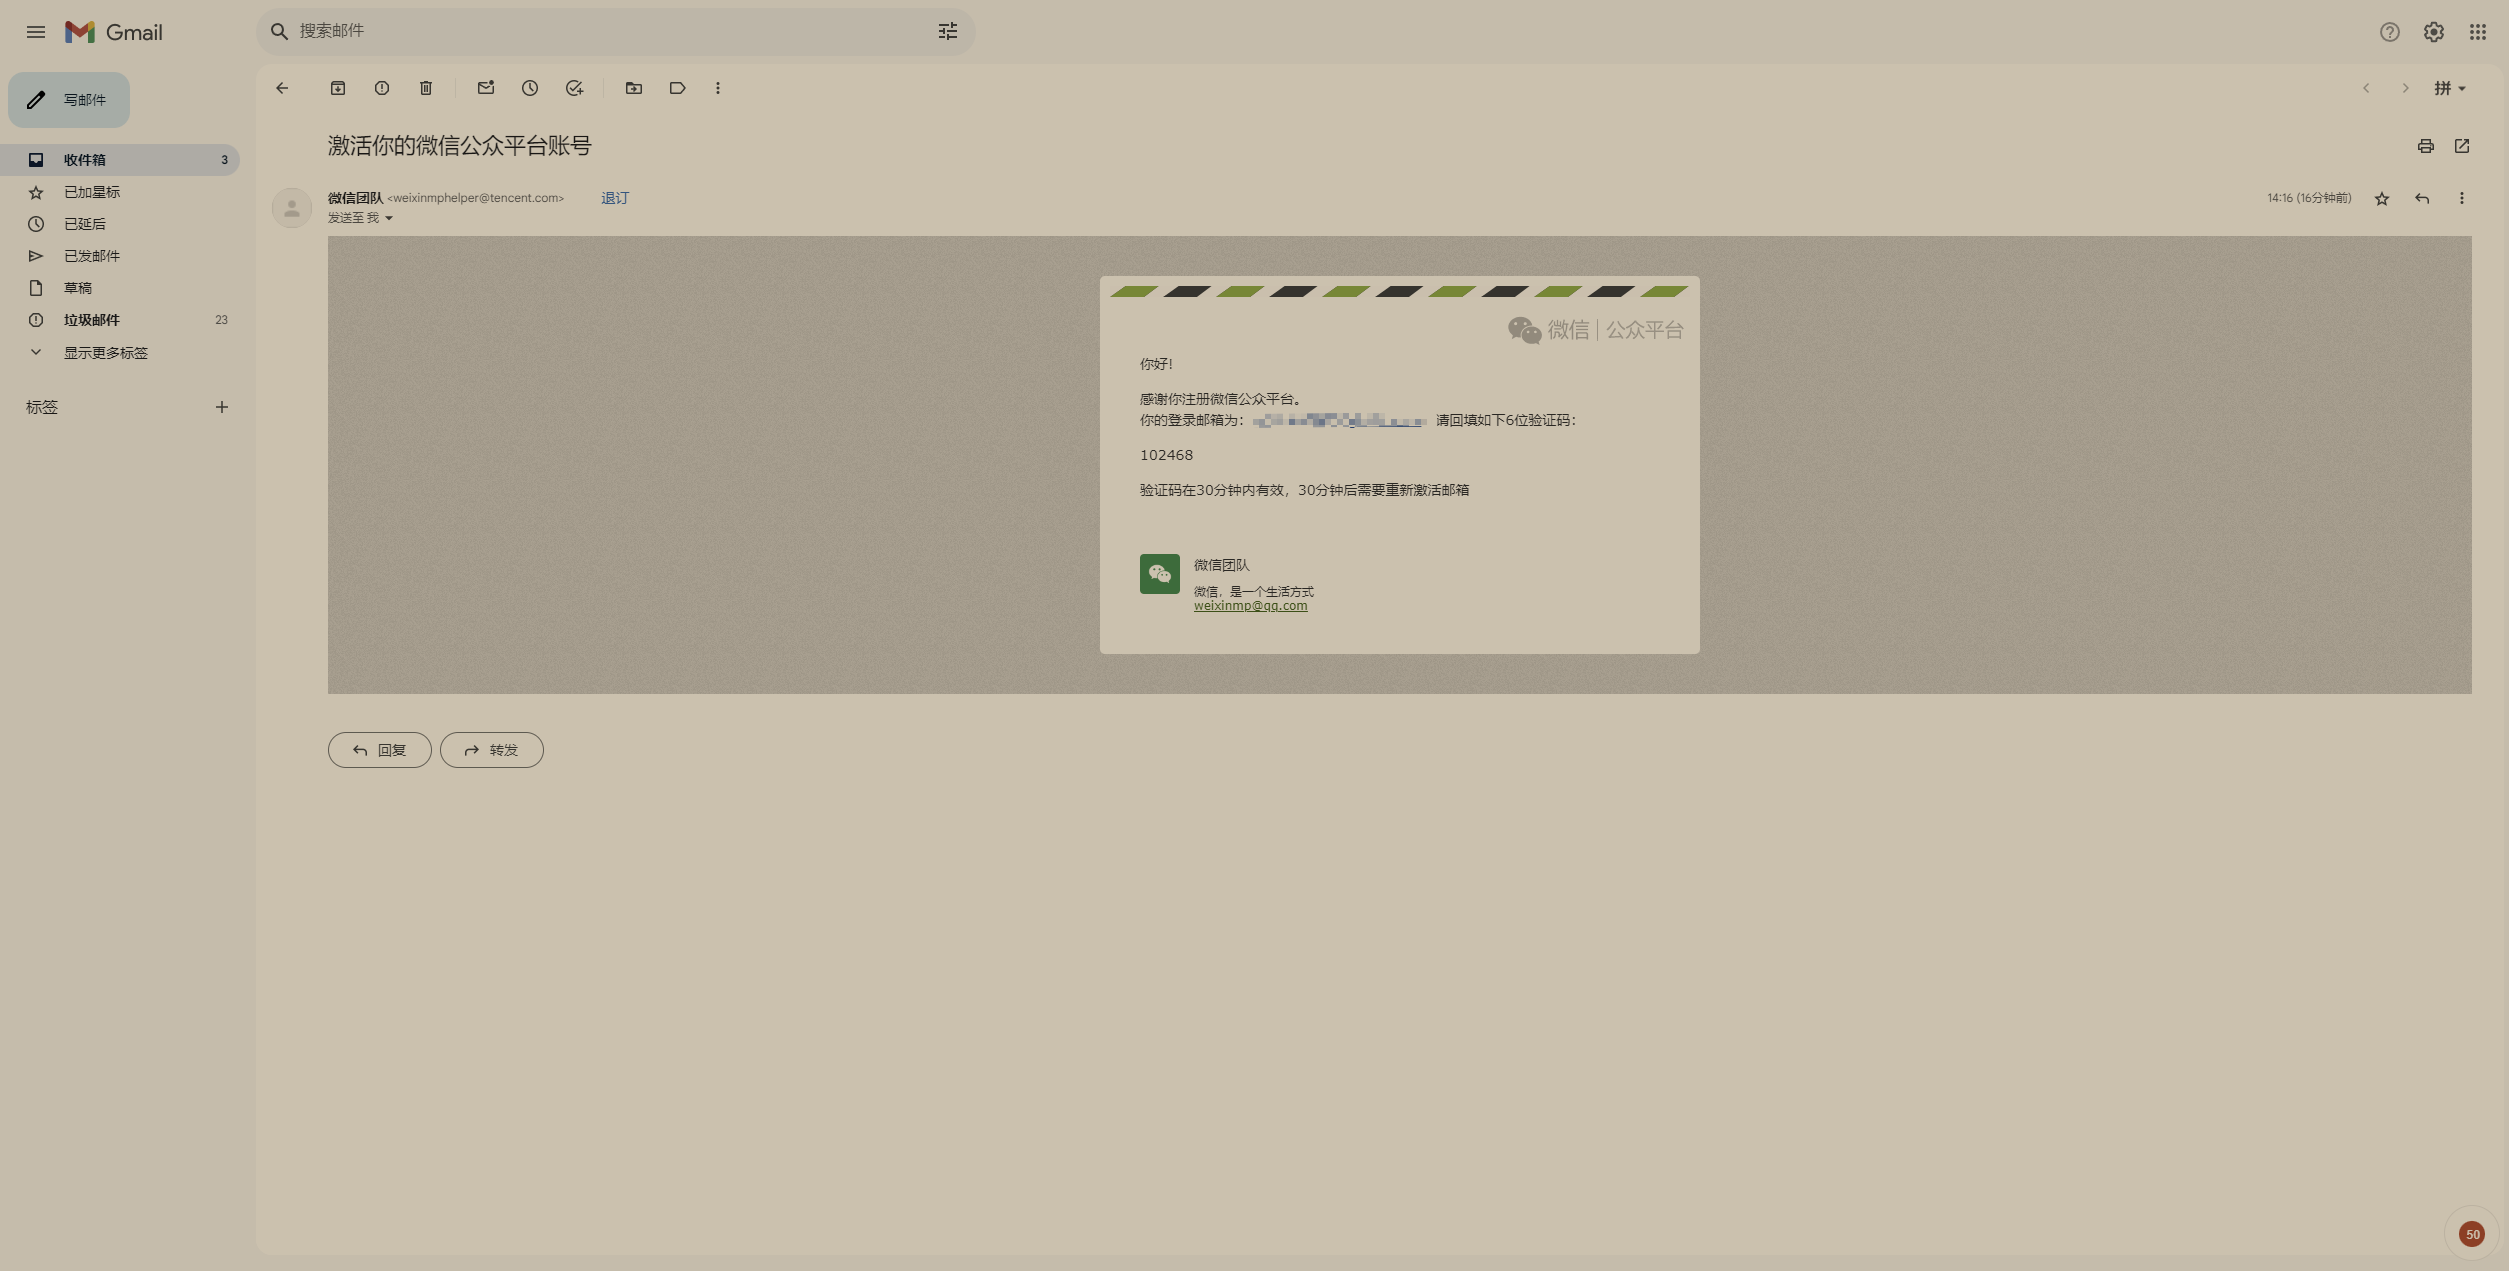 Gmail
搜索邮件
写邮件
收件箱 3
已加星标
已延后
已发邮件
草稿
垃圾邮件 23
显示更多标签
标签
拼
激活你的微信公众平台账号
微信团队 <weixinmphelper@tencent.com> 退订
14:16 (16分钟前)
发送至 我
微信 | 公众平台
你好!
感谢你注册微信公众平台。
你的登录邮箱为: 请回填如下6位验证码:
102468
验证码在30分钟内有效，30分钟后需要重新激活邮箱
微信团队
微信，是一个生活方式
weixinmp@qq.com
回复
转发
50